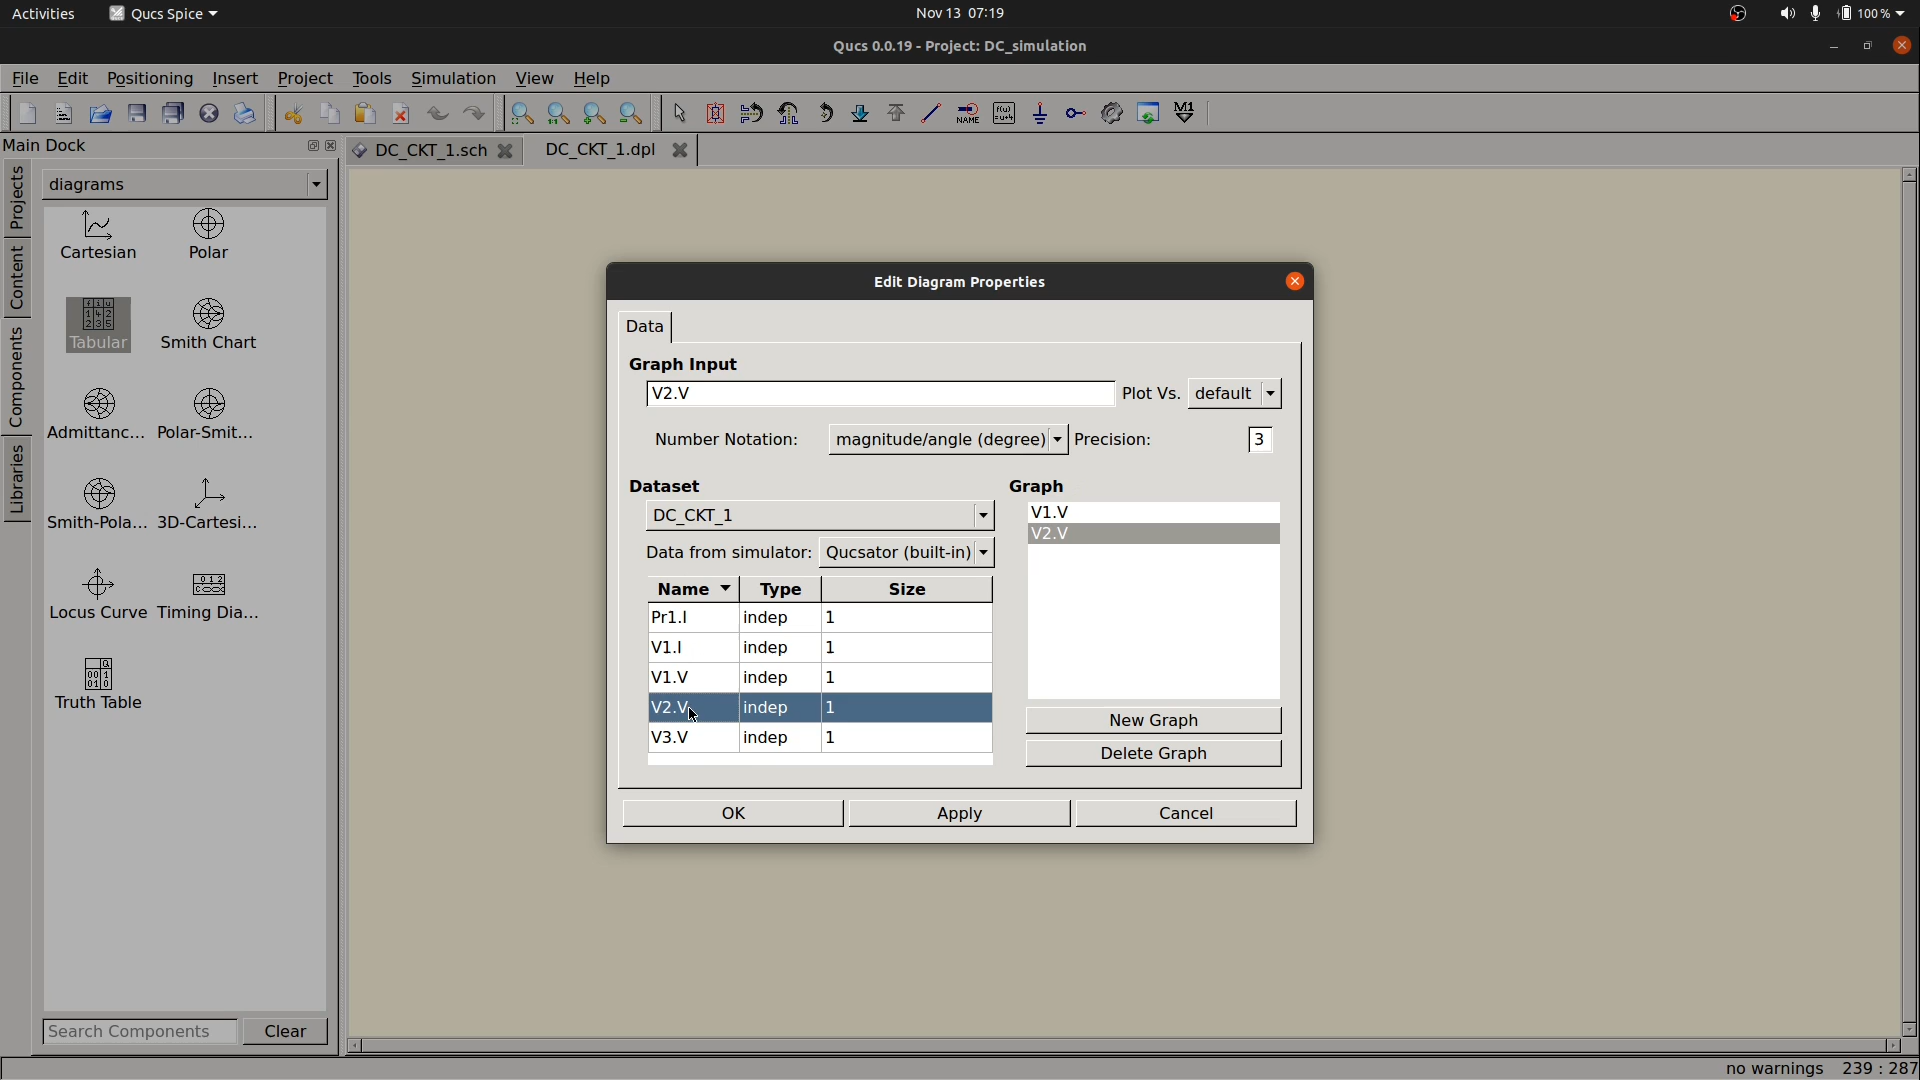 Activities
Qucs Spice
Nov 13 07:19
100 %
Qucs 0.0.19 - Project: DC_simulation
File Edit Positioning Insert Project Tools Simulation View Help
NAME
f(u)
=u+4
M1
Main Dock
DC_CKT_1.sch
DC_CKT_1.dpl
Projects
Content
Components
Libraries
diagrams
Cartesian
Polar
Tabular
Smith Chart
Admittanc...
Polar-Smit...
Smith-Pola...
3D-Cartesi...
Locus Curve
Timing Dia...
Truth Table
Search Components
Clear
Edit Diagram Properties
Data
Graph Input
V2.V
Plot Vs.
default
Number Notation:
magnitude/angle (degree)
Precision:
3
Dataset
DC_CKT_1
Data from simulator:
Qucsator (built-in)
Name Type Size
Pr1.I indep 1
V1.I indep 1
V1.V indep 1
V2.V indep 1
V3.V indep 1
Graph
V1.V
V2.V
New Graph
Delete Graph
OK
Apply
Cancel
no warnings 239 : 287